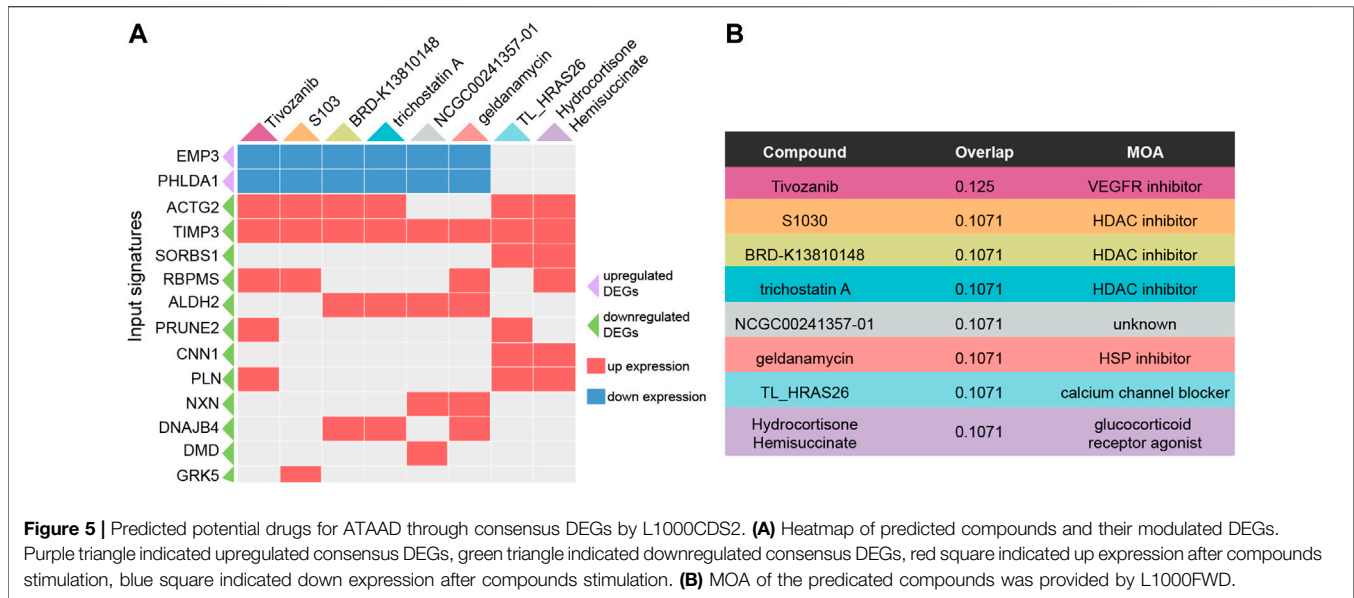 A
Tivozanib
S103
BRD-K13810148
trichostatin A
NCGC00241357-01
geldanamycin
TL_HRAS26
Hydrocortisone
Hemisuccinate
Input signatures
EMP3
PHLDA1
ACTG2
TIMP3
SORBS1
RBPMS
ALDH2
PRUNE2
CNN1
PLN
NXN
DNAJB4
DMD
GRK5
upregulated
DEGs
downregulated
DEGs
up expression
down expression
B
Compound Overlap MOA
Tivozanib 0.125 VEGFR inhibitor
S1030 0.1071 HDAC inhibitor
BRD-K13810148 0.1071 HDAC inhibitor
trichostatin A 0.1071 HDAC inhibitor
NCGC00241357-01 0.1071 unknown
geldanamycin 0.1071 HSP inhibitor
TL_HRAS26 0.1071 calcium channel blocker
Hydrocortisone
Hemisuccinate
0.1071
glucocorticoid
receptor agonist
Figure 5 | Predicted potential drugs for ATAAD through consensus DEGs by L1000CDS2. (A) Heatmap of predicted compounds and their modulated DEGs.
Purple triangle indicated upregulated consensus DEGs, green triangle indicated downregulated consensus DEGs, red square indicated up expression after compounds
stimulation, blue square indicated down expression after compounds stimulation. (B) MOA of the predicated compounds was provided by L1000FWD.